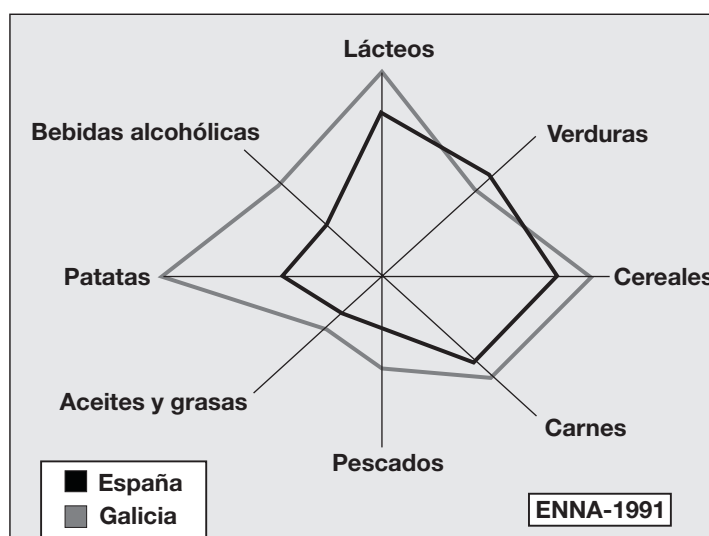 Lácteos
Bebidas alcohólicas
Verduras
Patatas
Cereales
Aceites y grasas
Carnes
Pescados
España
Galicia
ENNA-1991